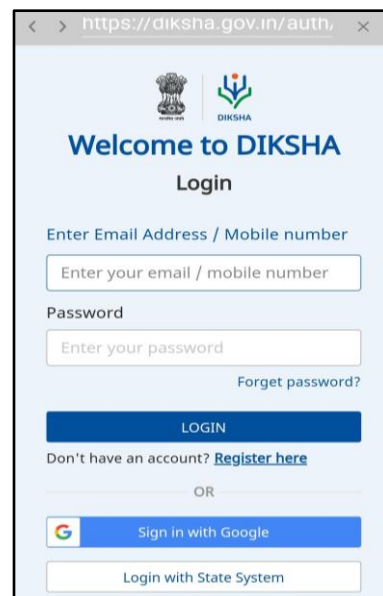 https://diksha.gov.in/auth/
DIKSHA
Welcome to DIKSHA
Login
Enter Email Address / Mobile number
Enter your email / mobile number
Password
Enter your password
Forget password?
LOGIN
Don't have an account? Register here
OR
Sign in with Google
Login with State System